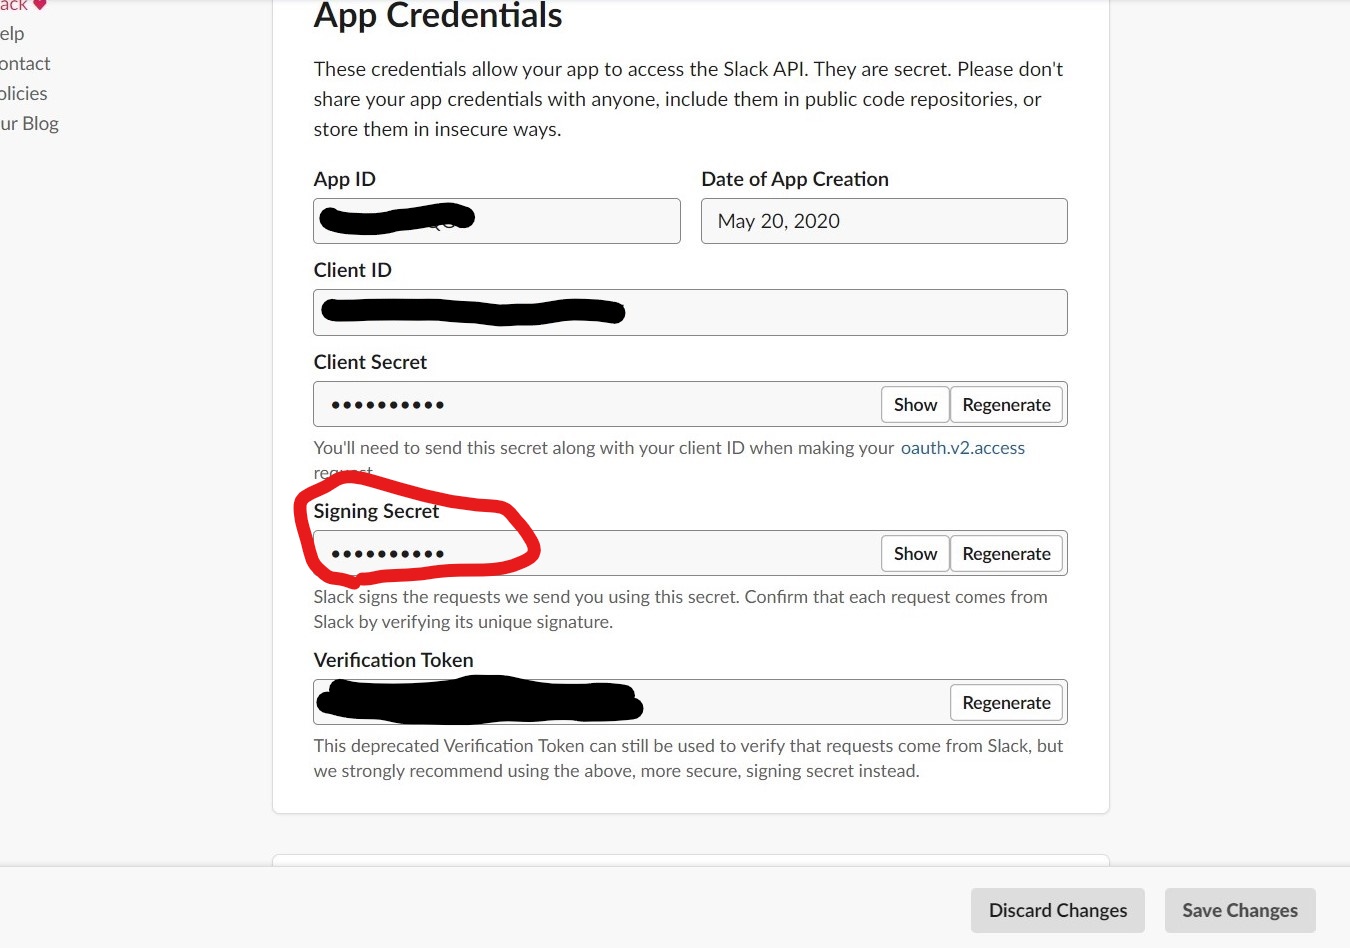 ack
elp
ontact
olicies
ur Blog
App Credentials
These credentials allow your app to access the Slack API. They are secret. Please don't
share your app credentials with anyone, include them in public code repositories, or
store them in insecure ways.
App ID
Date of App Creation
May 20, 2020
Client ID
Client Secret
••••••••••
Show
Regenerate
You'll need to send this secret along with your client ID when making your oauth.v2.access
request.
Signing Secret
••••••••••
Show
Regenerate
Slack signs the requests we send you using this secret. Confirm that each request comes from
Slack by verifying its unique signature.
Verification Token
Regenerate
This deprecated Verification Token can still be used to verify that requests come from Slack, but
we strongly recommend using the above, more secure, signing secret instead.
Discard Changes
Save Changes